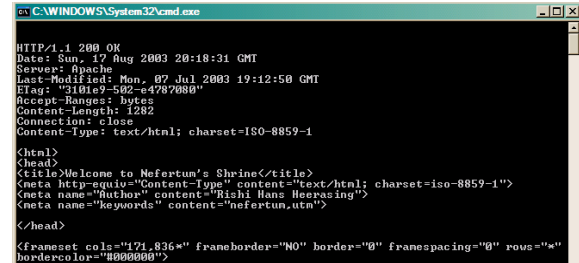 C:\WINDOWS\System32\cmd.exe
HTTP/1.1 200 OK
Date: Sun, 17 Aug 2003 20:18:31 GMT
Server: Apache
Last-Modified: Mon, 07 Jul 2003 19:12:50 GMT
ETag: "3101e9-502-e4787080"
Accept-Ranges: bytes
Content-Length: 1282
Connection: close
Content-Type: text/html; charset=ISO-8859-1
<html>
<head>
<title>Welcome to Nefertum's Shrine</title>
<meta http-equiv="Content-Type" content="text/html; charset=iso-8859-1">
<meta name="Author" content="Rishi Hans Heerasing">
<meta name="keywords" content="nefertum,utm">
</head>
<frameset cols="171,836*" frameborder="NO" border="0" framespacing="0" rows="*"
bordercolor="#000000">